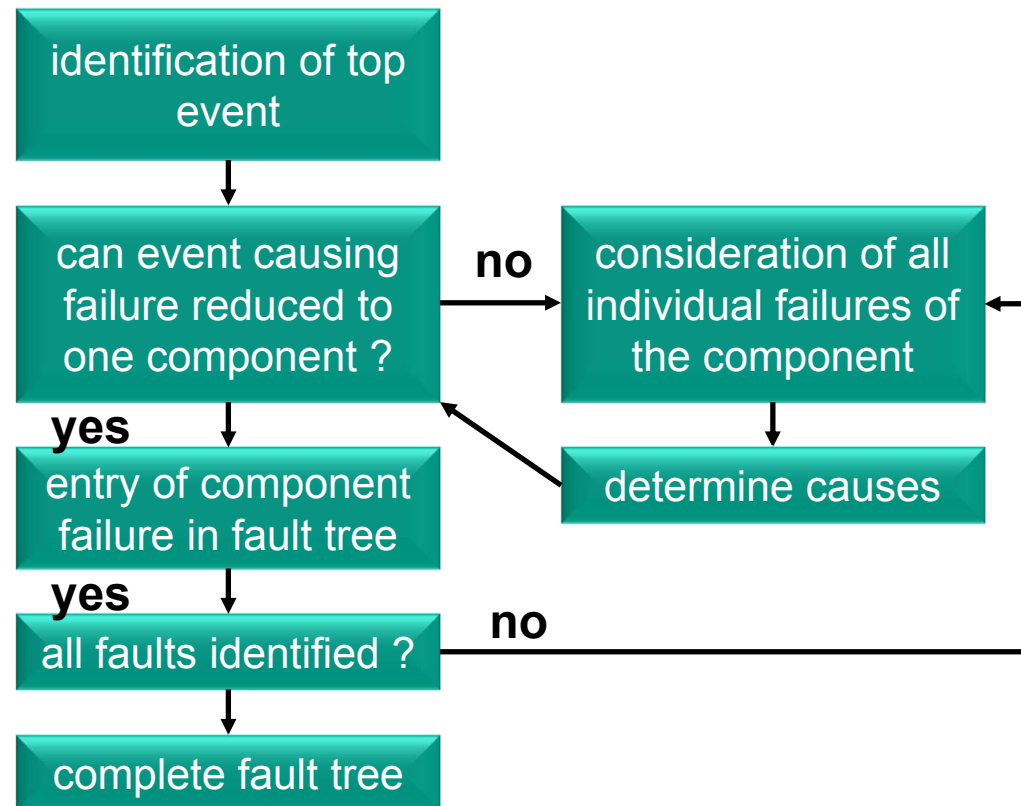 identification of top
event
can event causing
failure reduced to
one component ?
no
consideration of all
individual failures of
the component
yes
entry of component
failure in fault tree
determine causes
yes
all faults identified ?
no
complete fault tree